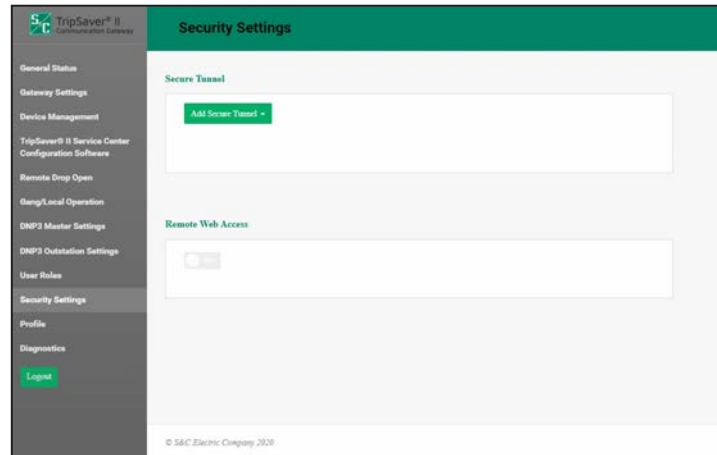 S&C TripSaver® II
Communication Gateway
Security Settings
General Status
Gateway Settings
Device Management
TripSaver® II Service Center
Configuration Software
Remote Drop Open
Gang/Local Operation
DNP3 Master Settings
DNP3 Outstation Settings
User Roles
Security Settings
Profile
Diagnostics
Logout
Secure Tunnel
Add Secure Tunnel
Remote Web Access
© S&C Electric Company 2020